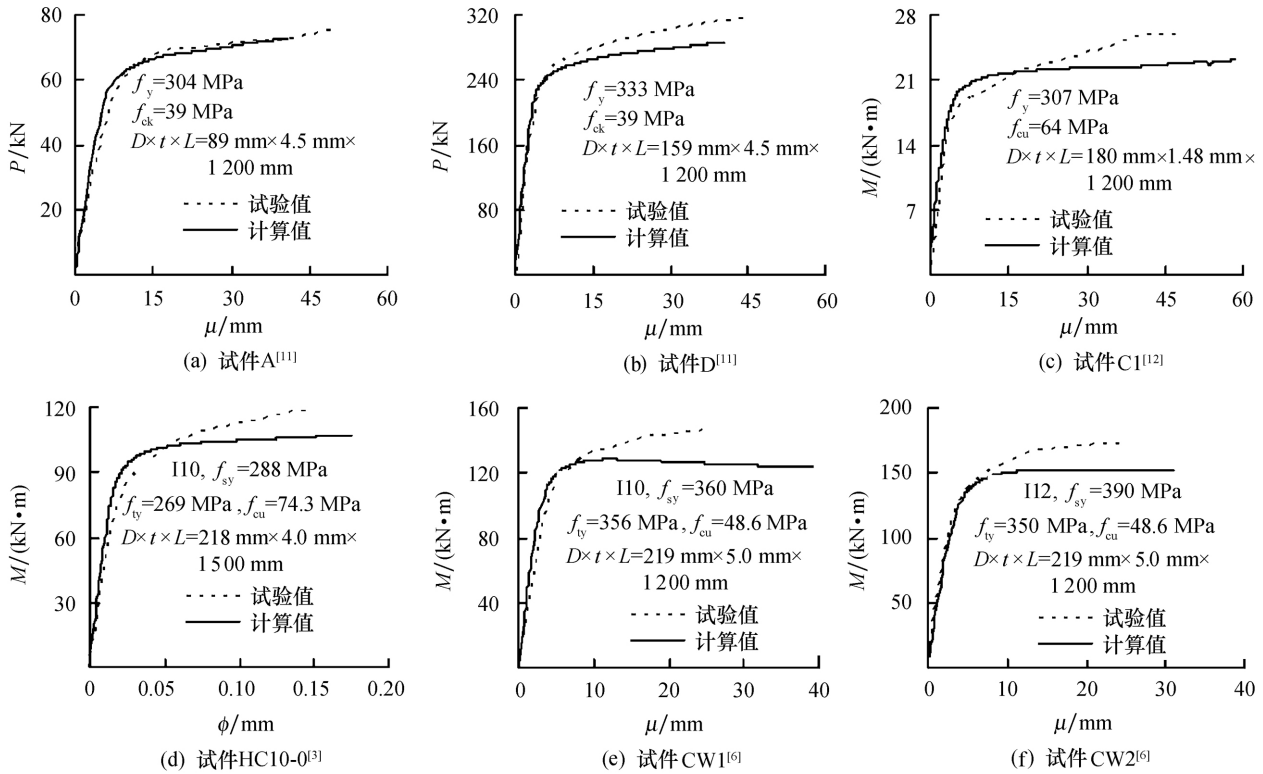 80
60
40
20
P/kN
f_y=304 MPa
f_ck=39 MPa
D×t×L=89 mm×4.5 mm×
1 200 mm
试验值
计算值
0 15 30 45 60
μ/mm
(a) 试件A[11]
320
240
160
80
P/kN
f_y=333 MPa
f_ck=39 MPa
D×t×L=159 mm×4.5 mm×
1 200 mm
试验值
计算值
0 15 30 45 60
μ/mm
(b) 试件D[11]
28
21
14
7
M/(kN•m)
f_y=307 MPa
f_cu=64 MPa
D×t×L=180 mm×1.48 mm×
1 200 mm
试验值
计算值
0 15 30 45 60
μ/mm
(c) 试件C1[12]
120
90
60
30
M/(kN•m)
I10, f_sy=288 MPa
f_ty=269 MPa,f_cu=74.3 MPa
D×t×L=218 mm×4.0 mm×
1 500 mm
试验值
计算值
0 0.05 0.10 0.15 0.20
ϕ/mm
(d) 试件HC10-0[3]
160
120
80
40
M/(kN•m)
I10, f_sy=360 MPa
f_ty=356 MPa,f_cu=48.6 MPa
D×t×L=219 mm×5.0 mm×
1 200 mm
试验值
计算值
0 10 20 30 40
μ/mm
(e) 试件CW1[6]
200
150
100
50
M/(kN•m)
I12, f_sy=390 MPa
f_ty=350 MPa,f_cu=48.6 MPa
D×t×L=219 mm×5.0 mm×
1 200 mm
试验值
计算值
0 10 20 30 40
μ/mm
(f) 试件CW2[6]